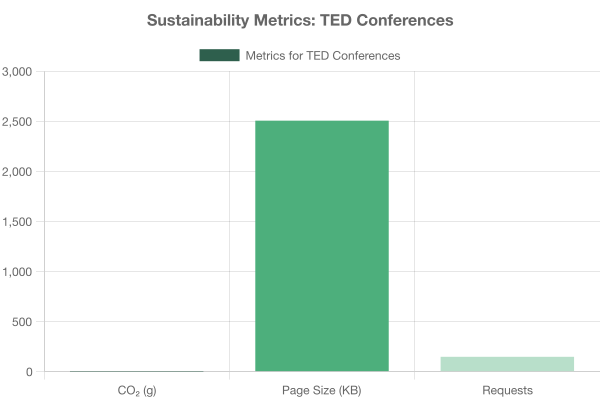 Sustainability Metrics: TED Conferences
Metrics for TED Conferences
3,000
2,500
2,000
1,500
1,000
500
0
CO₂ (g)
Page Size (KB)
Requests